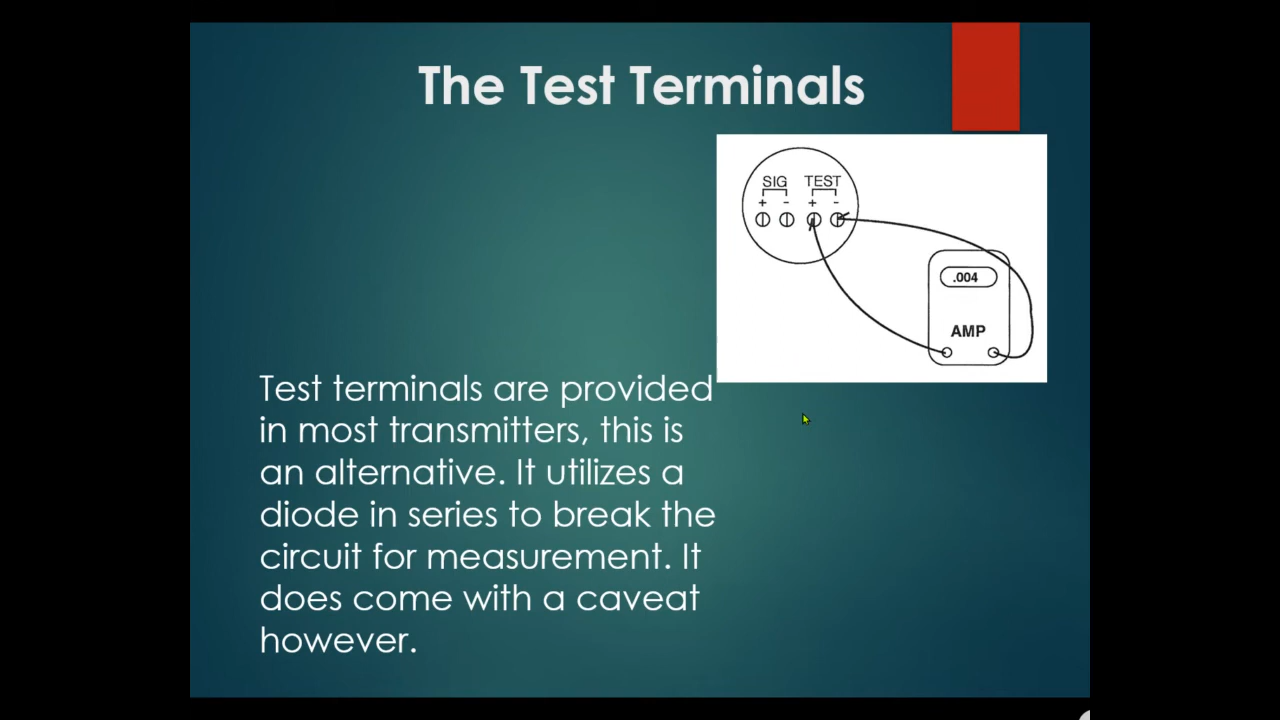 The Test Terminals
SIG TEST
+ - + -
.004
AMP
Test terminals are provided
in most transmitters, this is
an alternative. It utilizes a
diode in series to break the
circuit for measurement. It
does come with a caveat
however.